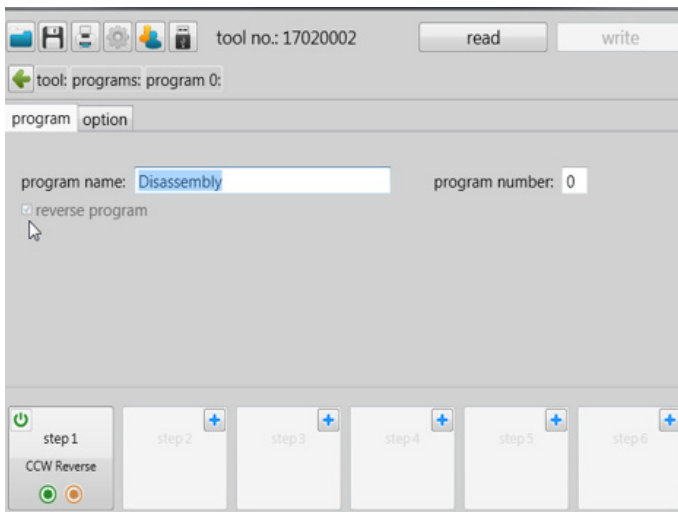 tool no.: 17020002 read write
tool: programs: program 0:
program option
program name: Disassembly program number: 0
reverse program
step 1 step 2 step 3 step 4 step 5 step 6
CCW Reverse